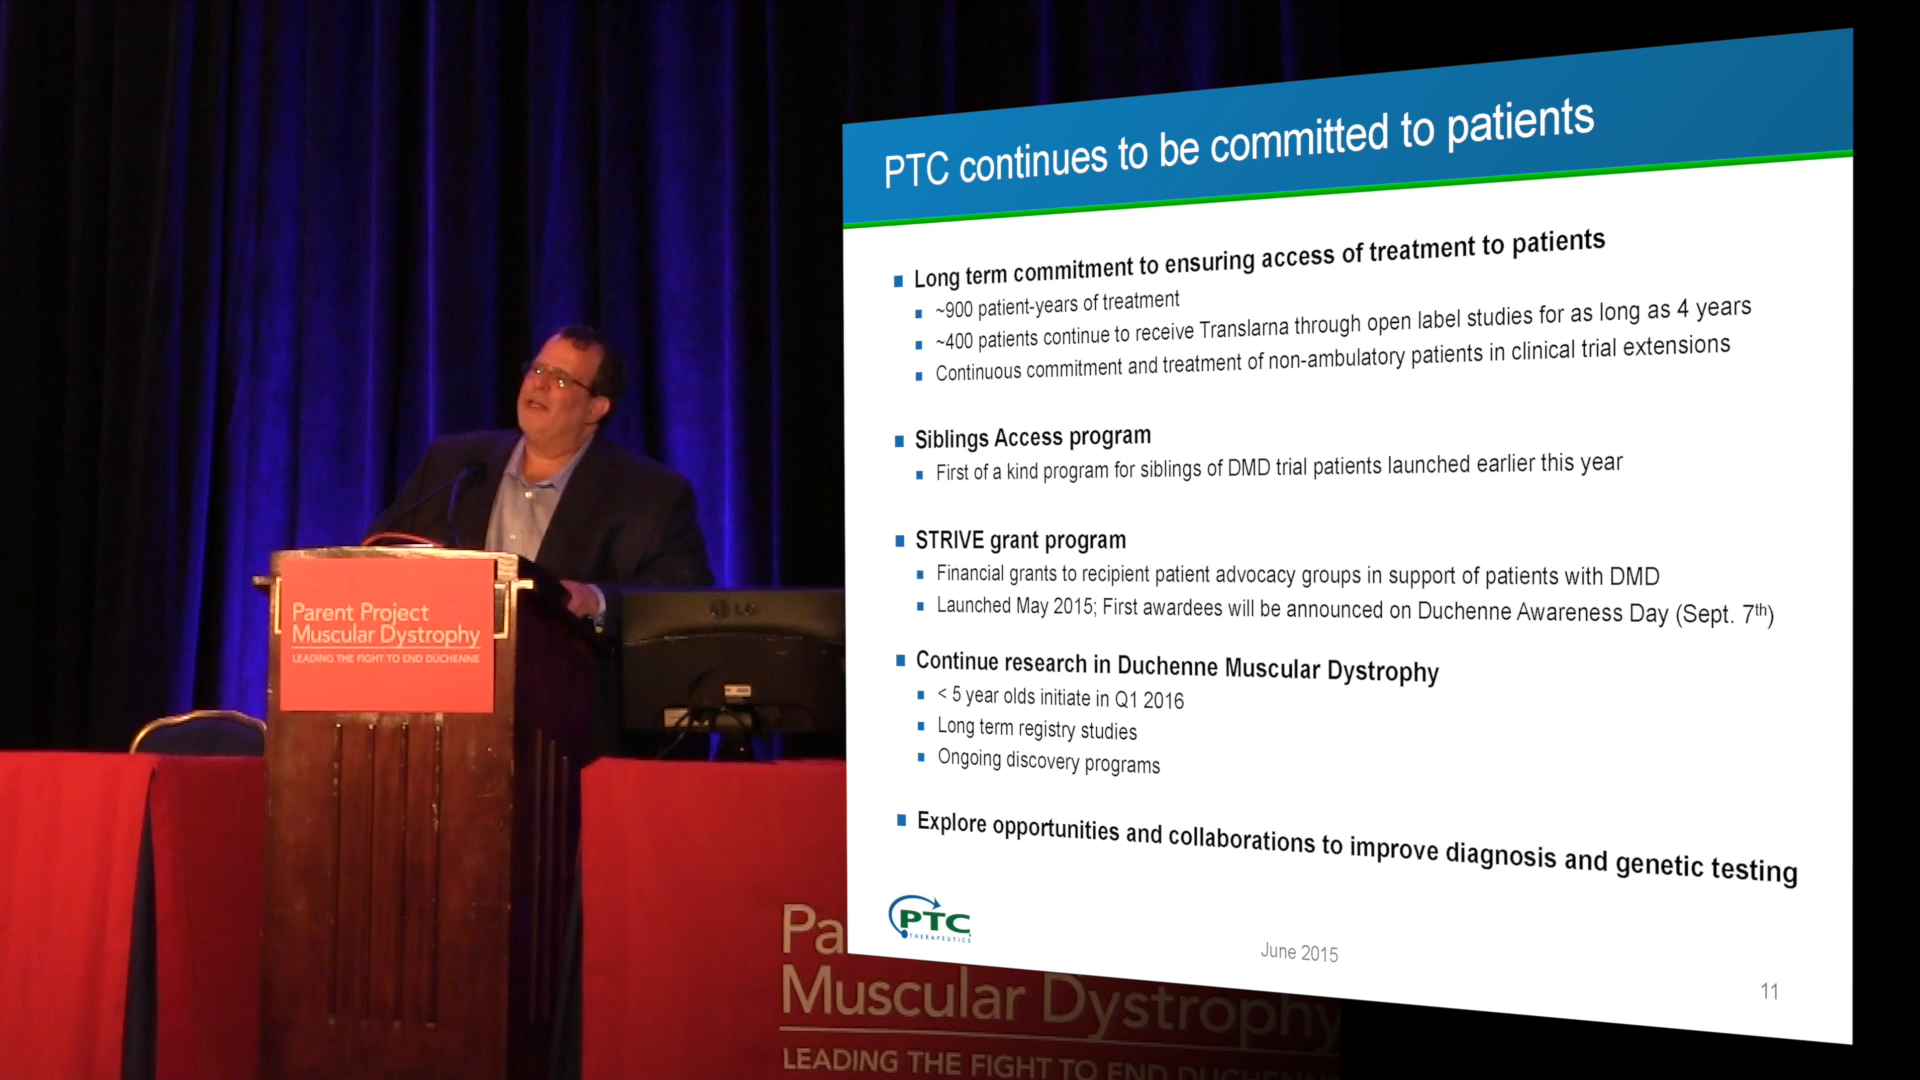 PTC continues to be committed to patients
Long term commitment to ensuring access of treatment to patients
~900 patient-years of treatment
~400 patients continue to receive Translarna through open label studies for as long as 4 years
Continuous commitment and treatment of non-ambulatory patients in clinical trial extensions
Siblings Access program
First of a kind program for siblings of DMD trial patients launched earlier this year
STRIVE grant program
Financial grants to recipient patient advocacy groups in support of patients with DMD
Launched May 2015; First awardees will be announced on Duchenne Awareness Day (Sept. 7th)
Continue research in Duchenne Muscular Dystrophy
< 5 year olds initiate in Q1 2016
Long term registry studies
Ongoing discovery programs
Explore opportunities and collaborations to improve diagnosis and genetic testing
PTC
THERAPEUTICS
June 2015
11
Parent Project
Muscular Dystrophy
LEADING THE FIGHT TO END DUCHENNE
LG
Pa
Muscular Dystrophy
LEADING THE FIGHT TO END DUCHENNE